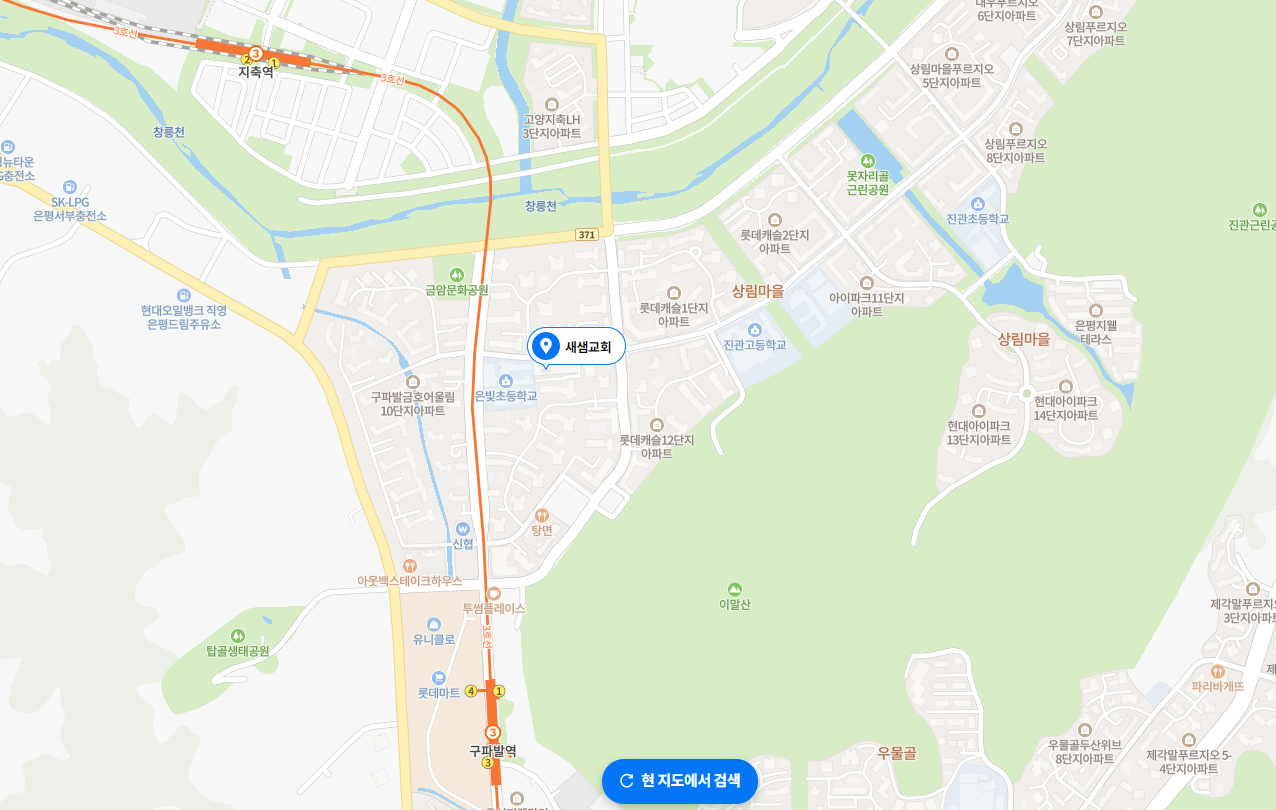 대우푸르지오
6단지아파트
상림푸르지오
7단지아파트
3호선
3
2
1
지축역
3호선
상림마을푸르지오
5단지아파트
고양지축LH
3단지아파트
창릉천
상림푸르지오
8단지아파트
뉴타운
충전소
못자리골
근린공원
SK-LPG
은평서부충전소
창릉천
진관초등학교
진관근린공
371
롯데캐슬2단지
아파트
금암문화공원
상림마을
아이파크11단지
아파트
현대오일뱅크 직영
은평드림주유소
롯데캐슬1단지
아파트
은평지웰
테라스
새샘교회
진관고등학교
상림마을
은빛초등학교
구파발금호어울림
10단지아파트
현대아이파크
14단지아파트
현대아이파크
13단지아파트
롯데캐슬12단지
아파트
탕면
신협
아웃백스테이크하우스
투썸플레이스
이말산
제각말푸르지오
3단지아파트
3호선
유니클로
탑골생태공원
제
파리바게뜨
롯데마트
4
1
3
구파발역
3
우물골
우물골두산위브
8단지아파트
제각말푸르지오 5-
4단지아파트
현 지도에서 검색